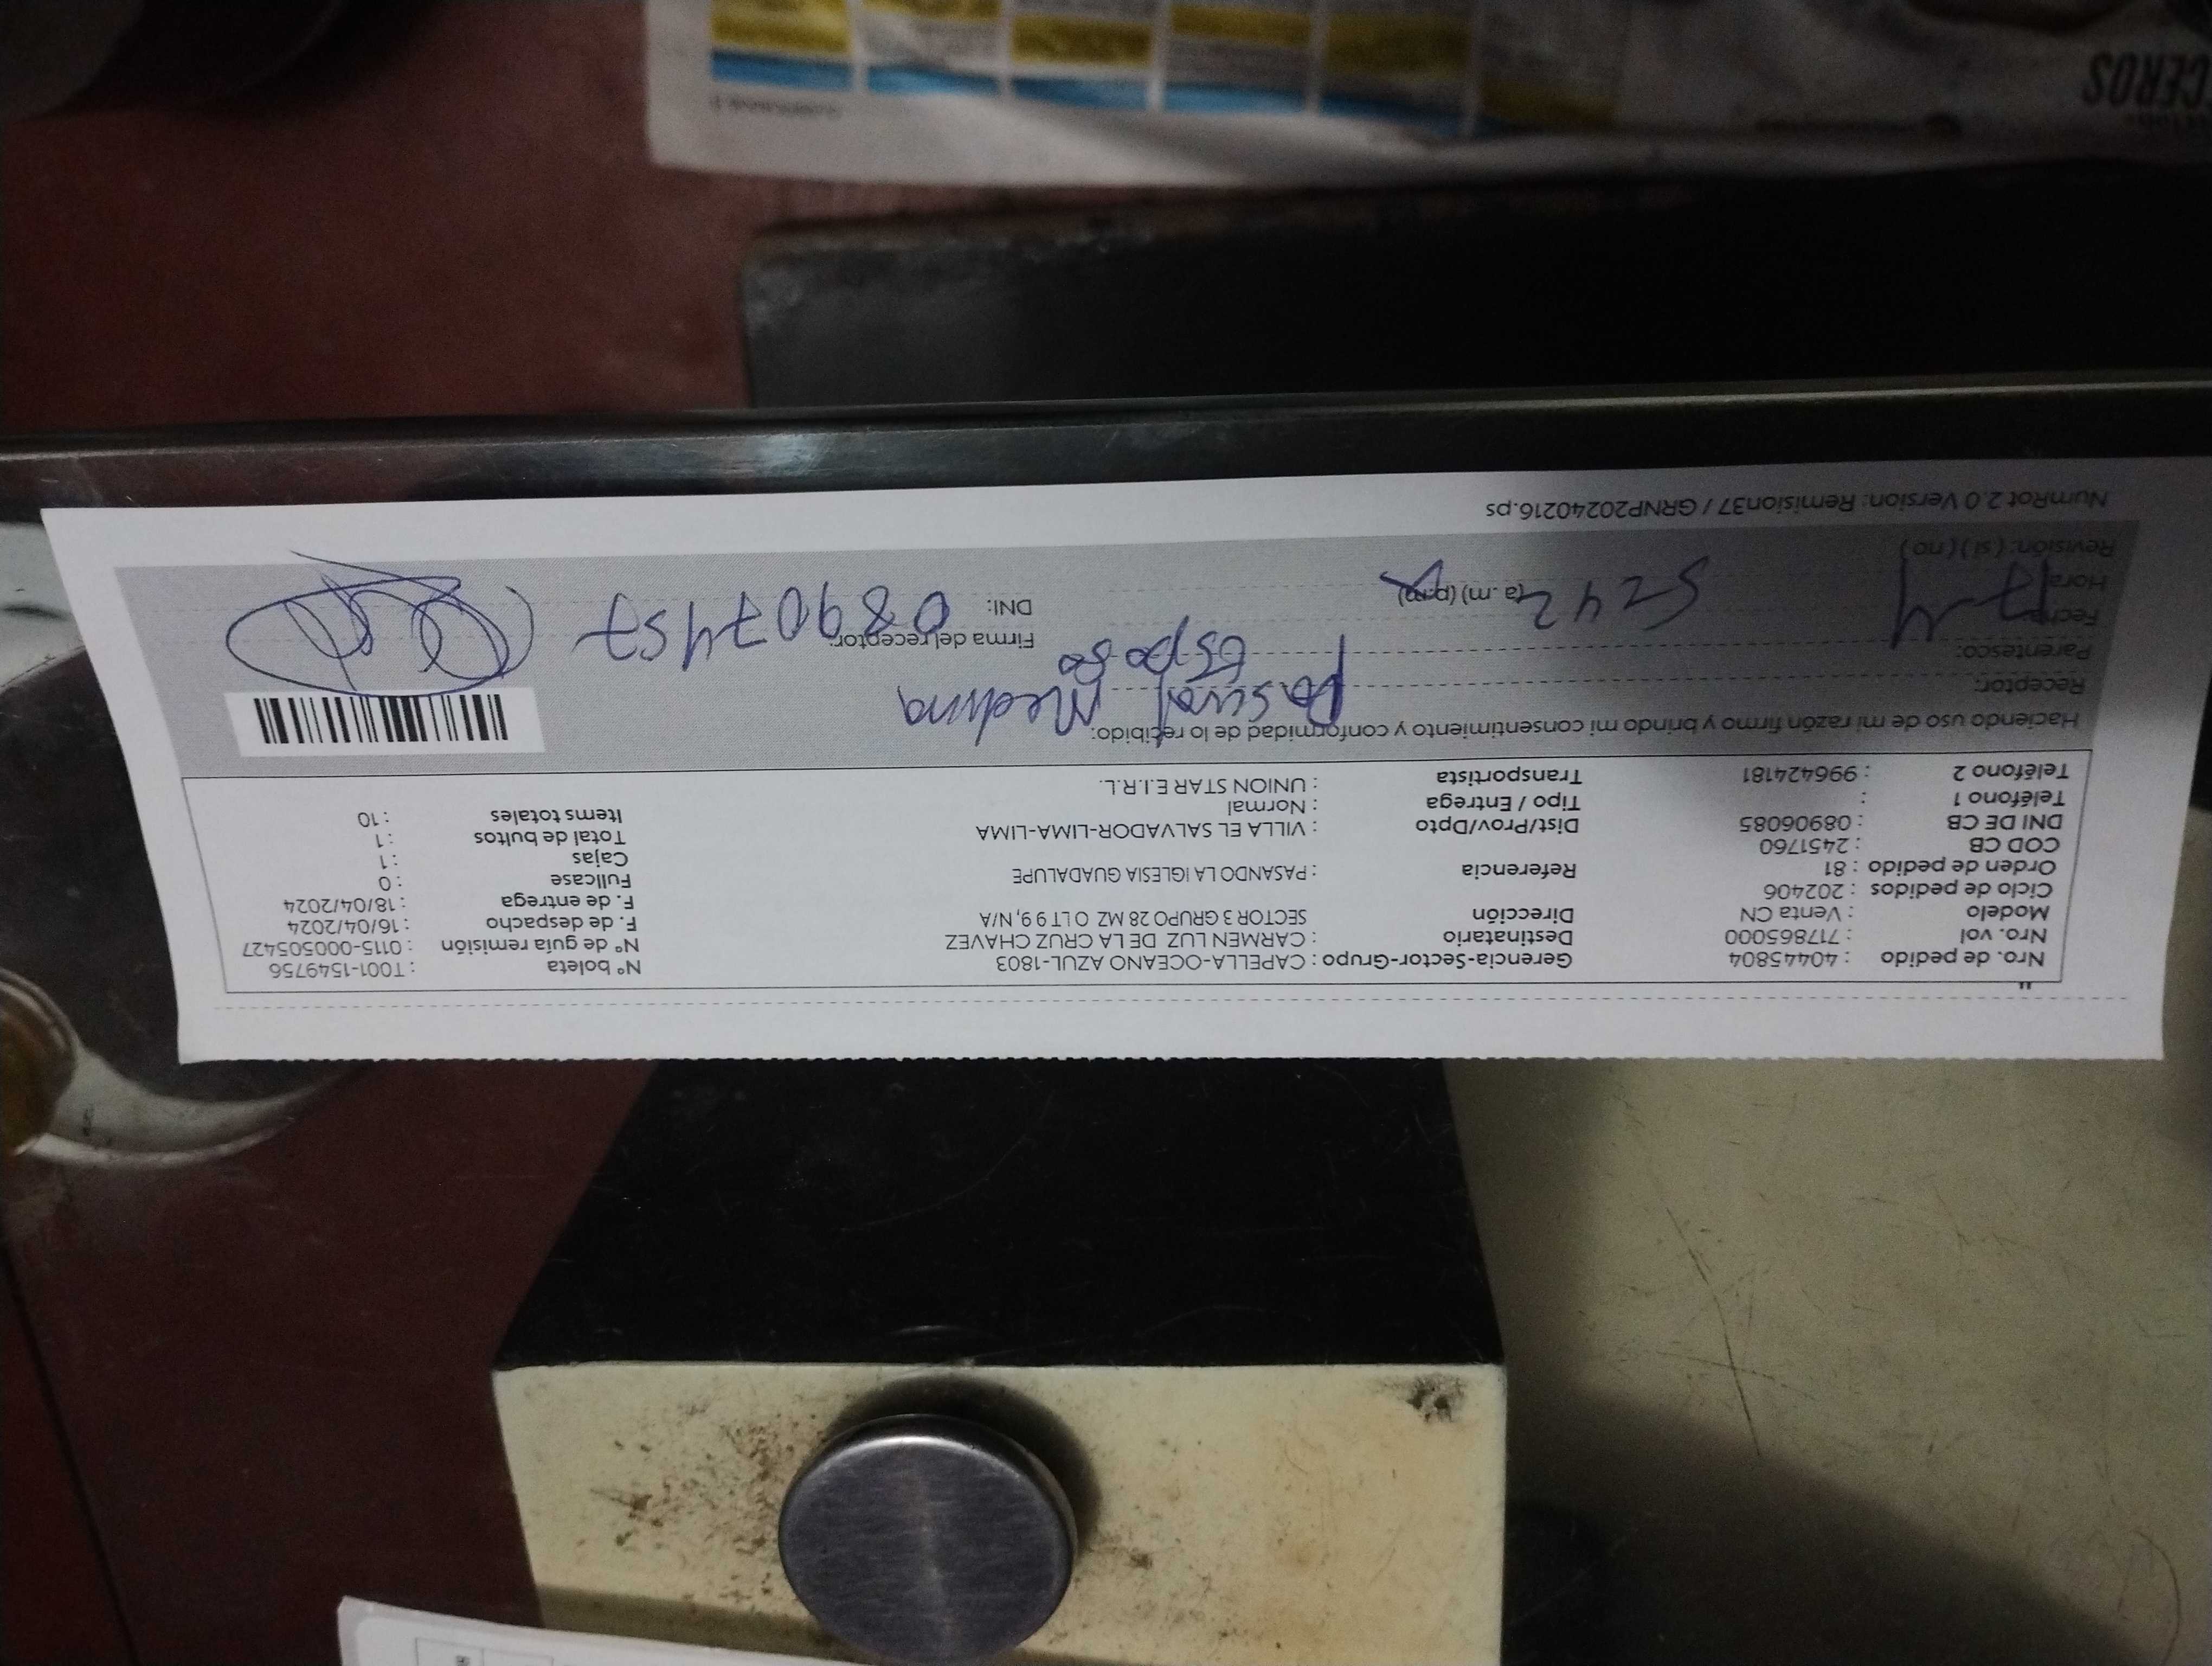 Nro. de pedido : 40445804 Gerencia-Sector-Grupo : CAPELLA-OCEANO AZUL-1803 N° boleta : T001-1549756
Nro. vol : 717865000 Destinatario : CARMEN LUZ DE LA CRUZ CHAVEZ N° de guía remisión : 0115-000505427
Modelo : Venta CN Dirección SECTOR 3 GRUPO 28 MZ O LT 9 9, N/A F. de despacho : 16/04/2024
Ciclo de pedidos : 202406 F. de entrega : 18/04/2024
Orden de pedido : 81 Referencia : PASANDO LA IGLESIA GUADALUPE Fullcase : 0
COD CB : 2451760 Cajas : 1
DNI DE CB : 08906085 Dist/Prov/Dpto : VILLA EL SALVADOR-LIMA-LIMA Total de bultos : 1
Teléfono 1 : Tipo / Entrega : Normal Items totales : 10
Teléfono 2 : 996424181 Transportista : UNION STAR E.I.R.L.
Haciendo uso de mi razón firmo y brindo mi consentimiento y conformidad de lo recibido:
Receptor: Pascual Medina
Parentesco: Esposo
Firma del receptor:
Fecha: 17-4
DNI: 08907457
Hora: 5:42 (a.m) (p.m)
Revisión: ( si ) ( no )
NumRot 2.0 Version: Remision37 / GRNP20240216.ps
CEROS